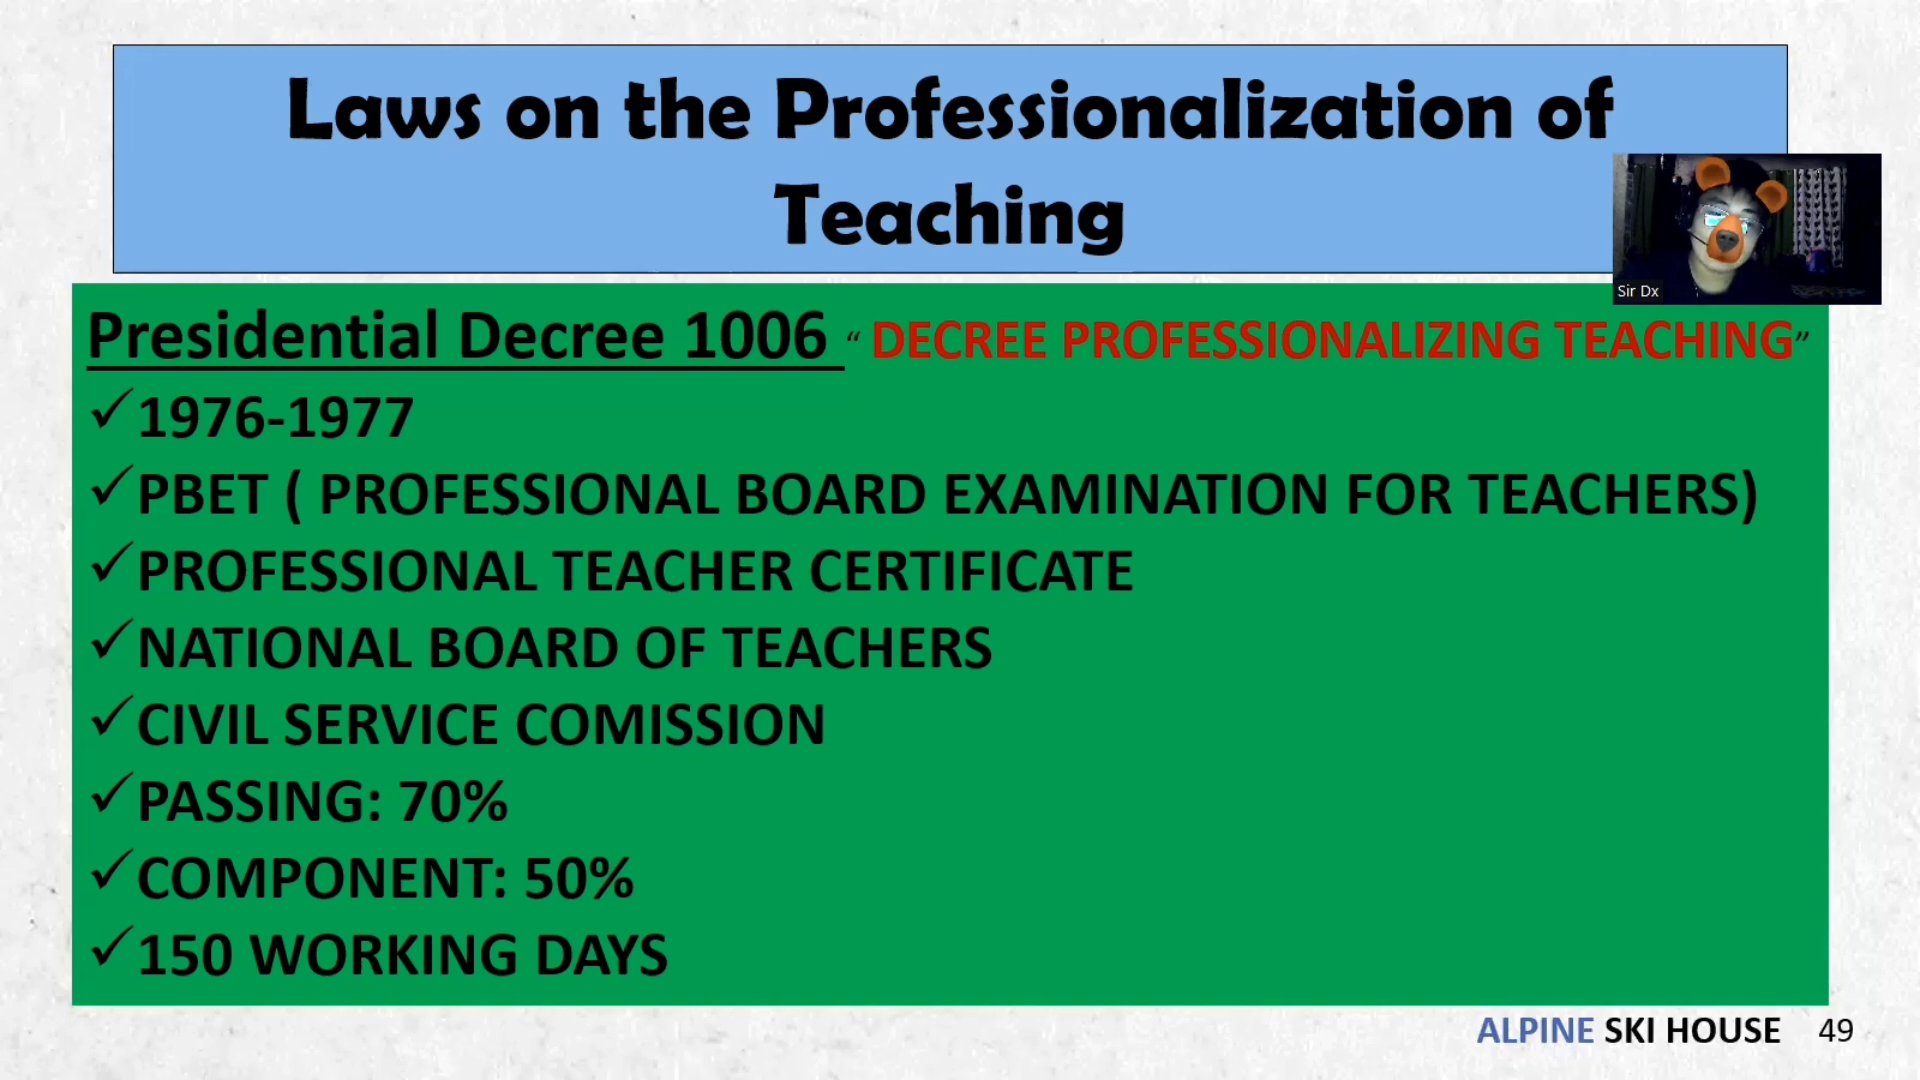 Laws on the Professionalization of
Teaching
Sir Dx
Presidential Decree 1006 “ DECREE PROFESSIONALIZING TEACHING”
✓1976-1977
✓PBET ( PROFESSIONAL BOARD EXAMINATION FOR TEACHERS)
✓PROFESSIONAL TEACHER CERTIFICATE
✓NATIONAL BOARD OF TEACHERS
✓CIVIL SERVICE COMISSION
✓PASSING: 70%
✓COMPONENT: 50%
✓150 WORKING DAYS
ALPINE SKI HOUSE 49